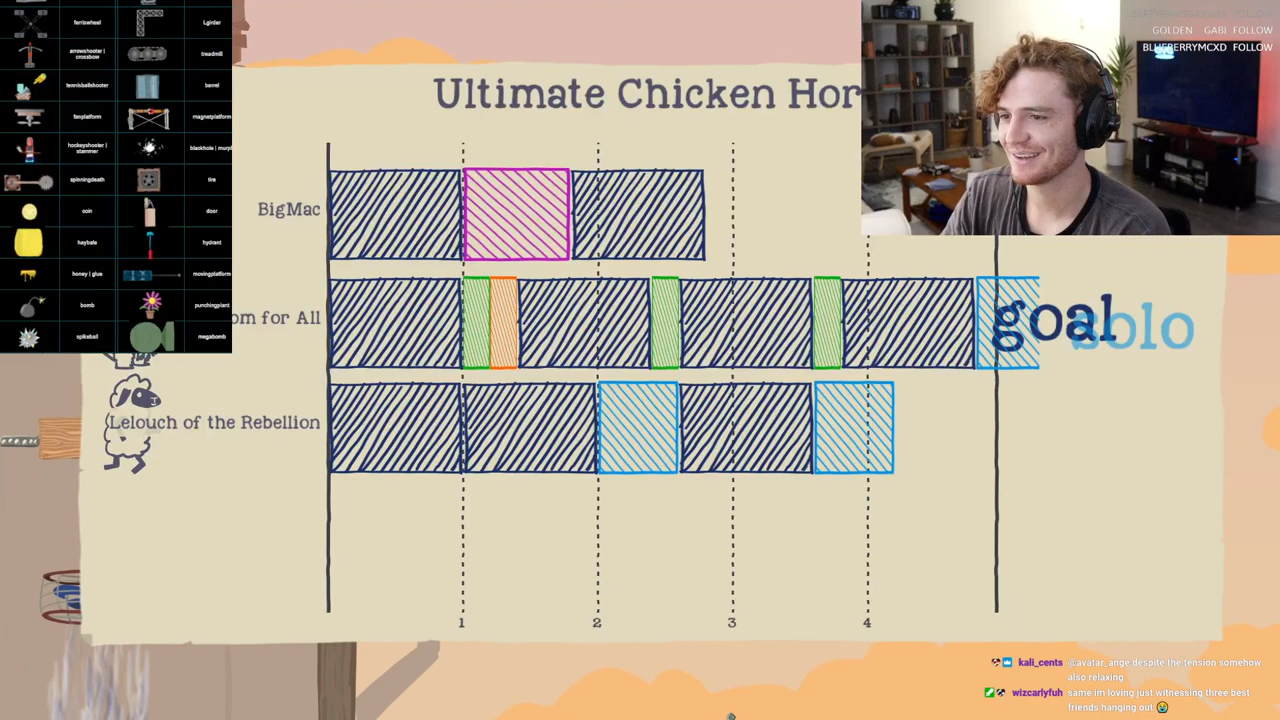 ferriswheel
Lgirder
arrowshooter |
crossbow
treadmill
tennisballshooter
barrel
fanplatform
magnetplatform
hockeyshooter |
blackhole |
spinningdeath
tire
coin
door
haybale
hydrant
honey | glue
movingplatform
bomb
punchingplant
spikeball
megabomb
Ultimate Chicken Hor
GOLDEN GABI FOLLOW
BLUEBERRYMCXD FOLLOW
BigMac
om for All
goal
solo
Lelouch of the Rebellion
1
2
3
4
kali_cents @avatar_ange despite the tension somehow
also relaxing
wizcarlyfuh same im loving just witnessing three best
friends hanging out